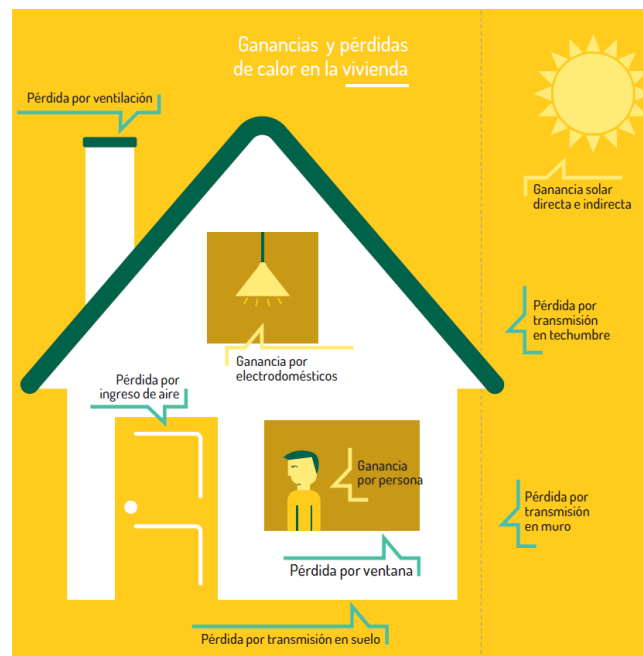 Ganancias y pérdidas
de calor en la vivienda
Pérdida por ventilación
Ganancia solar
directa e indirecta
Pérdida por
transmisión
en techumbre
Ganancia por
electrodomésticos
Pérdida por
ingreso de aire
Ganancia
por persona
Pérdida por
transmisión
en muro
Pérdida por ventana
Pérdida por transmisión en suelo